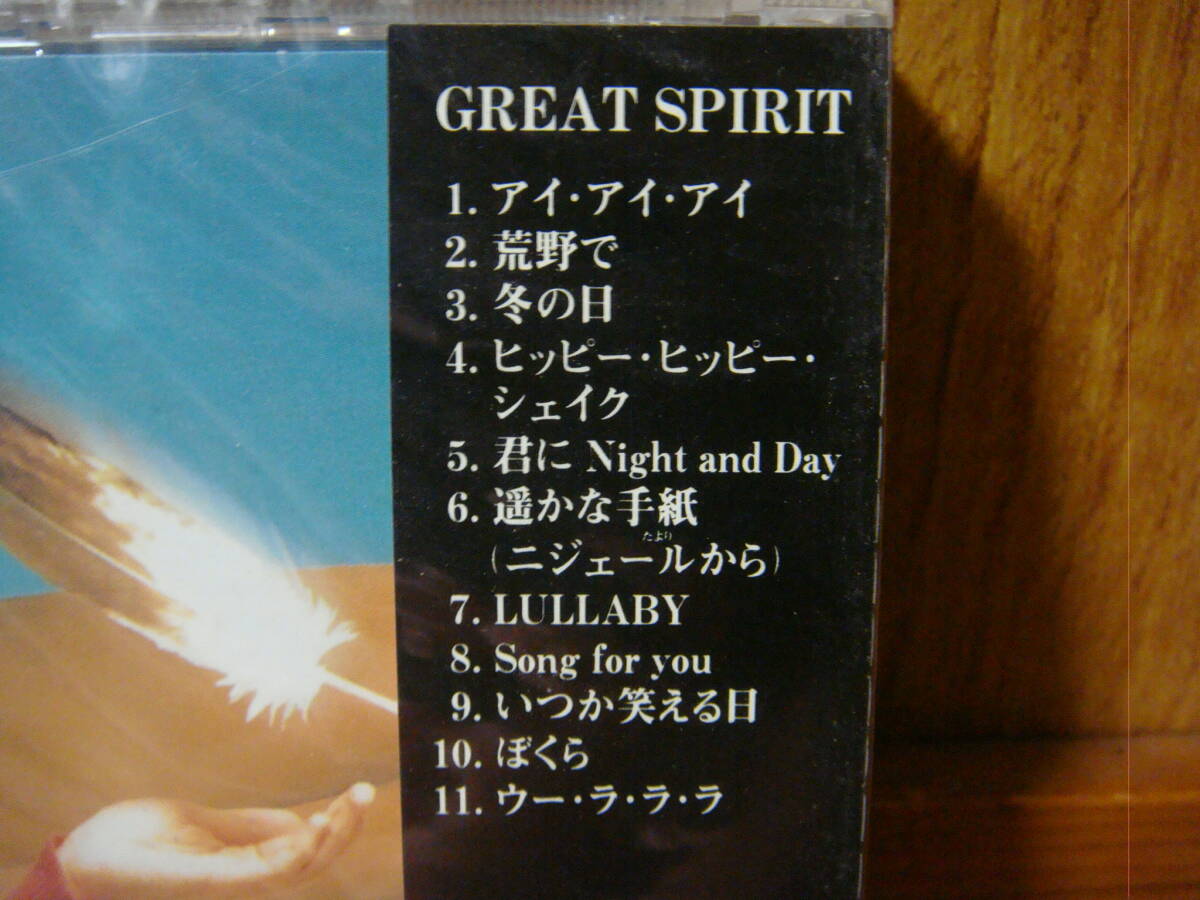 GREAT SPIRIT
1. アイ・アイ・アイ
2. 荒野で
3. 冬の日
4. ヒッピー・ヒッピー・
シェイク
5. 君に Night and Day
6. 遥かな手紙
たより
(ニジェールから)
7. LULLABY
8. Song for you
9. いつか笑える日
10. ぼくら
11. ウー・ラ・ラ・ラ